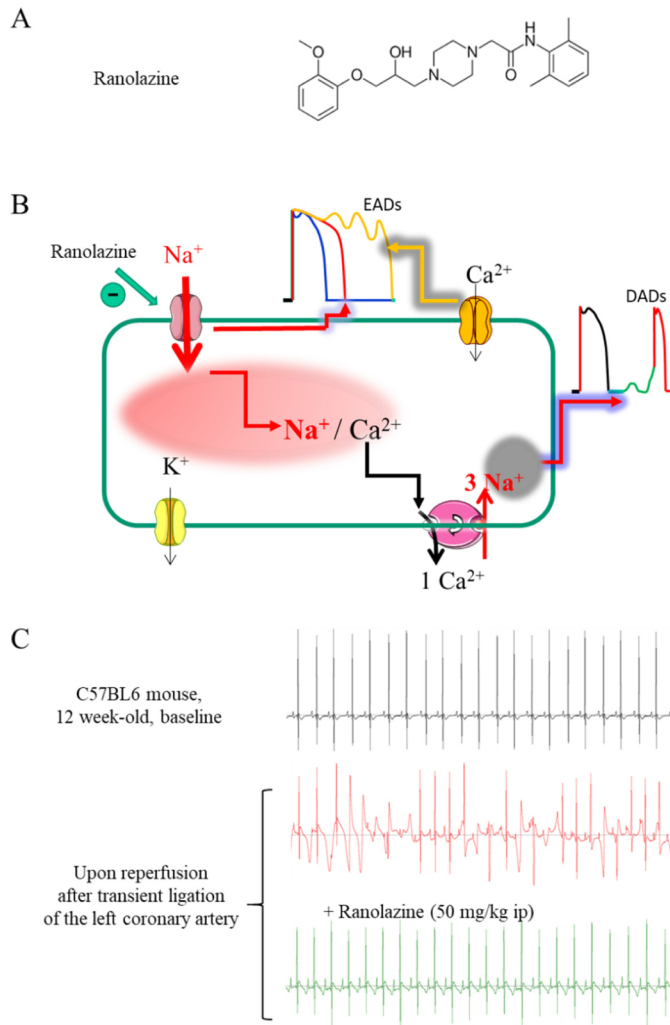 A
Ranolazine
O
O
OH
N
N
O
H
N
B
EADs
Ranolazine
Na⁺
Ca²⁺
−
DADs
Na⁺ / Ca²⁺
K⁺
3 Na⁺
1 Ca²⁺
C
C57BL6 mouse,
12 week-old, baseline
Upon reperfusion
after transient ligation
of the left coronary artery
+ Ranolazine (50 mg/kg ip)